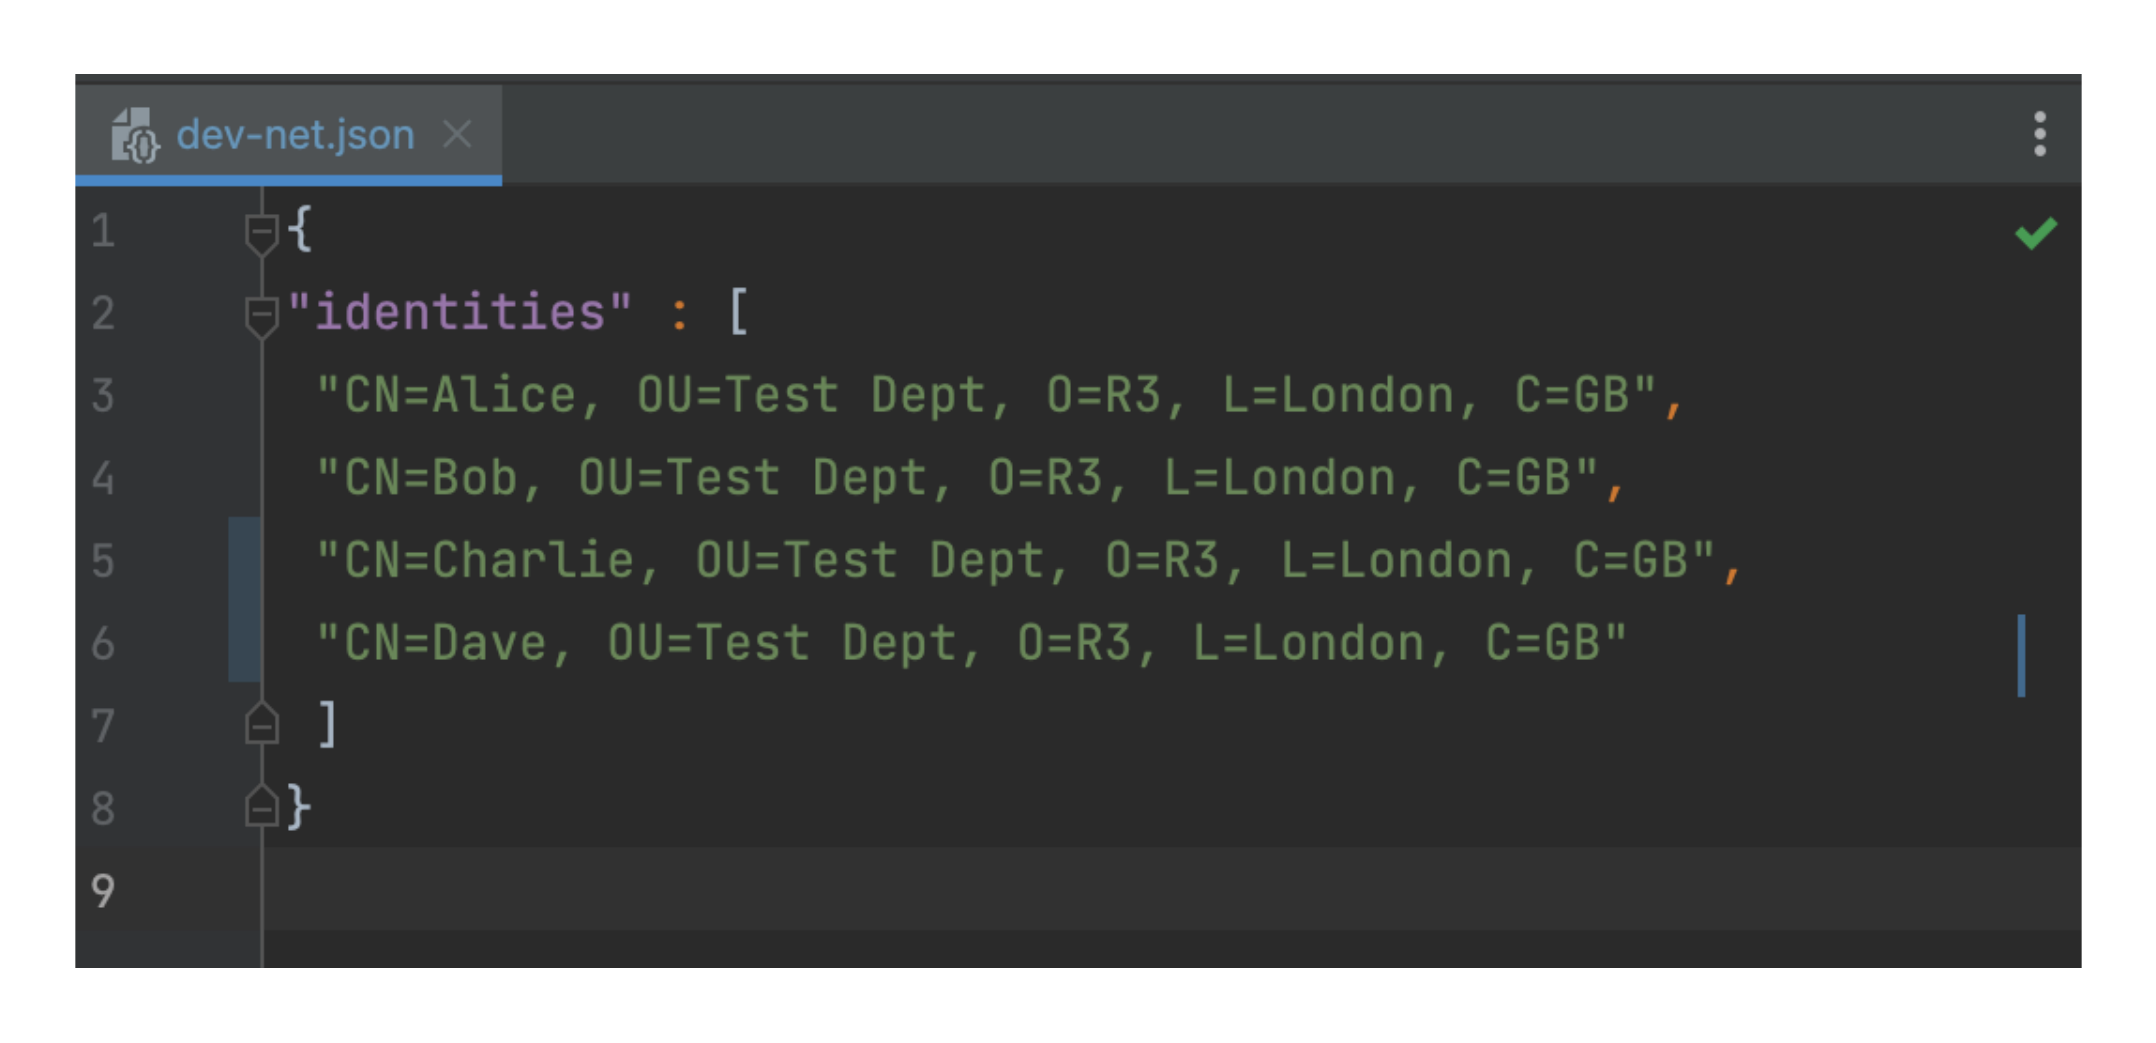 dev-net.json
1 {
2 "identities" : [
3 "CN=Alice, OU=Test Dept, O=R3, L=London, C=GB",
4 "CN=Bob, OU=Test Dept, O=R3, L=London, C=GB",
5 "CN=Charlie, OU=Test Dept, O=R3, L=London, C=GB",
6 "CN=Dave, OU=Test Dept, O=R3, L=London, C=GB"
7 ]
8 }
9